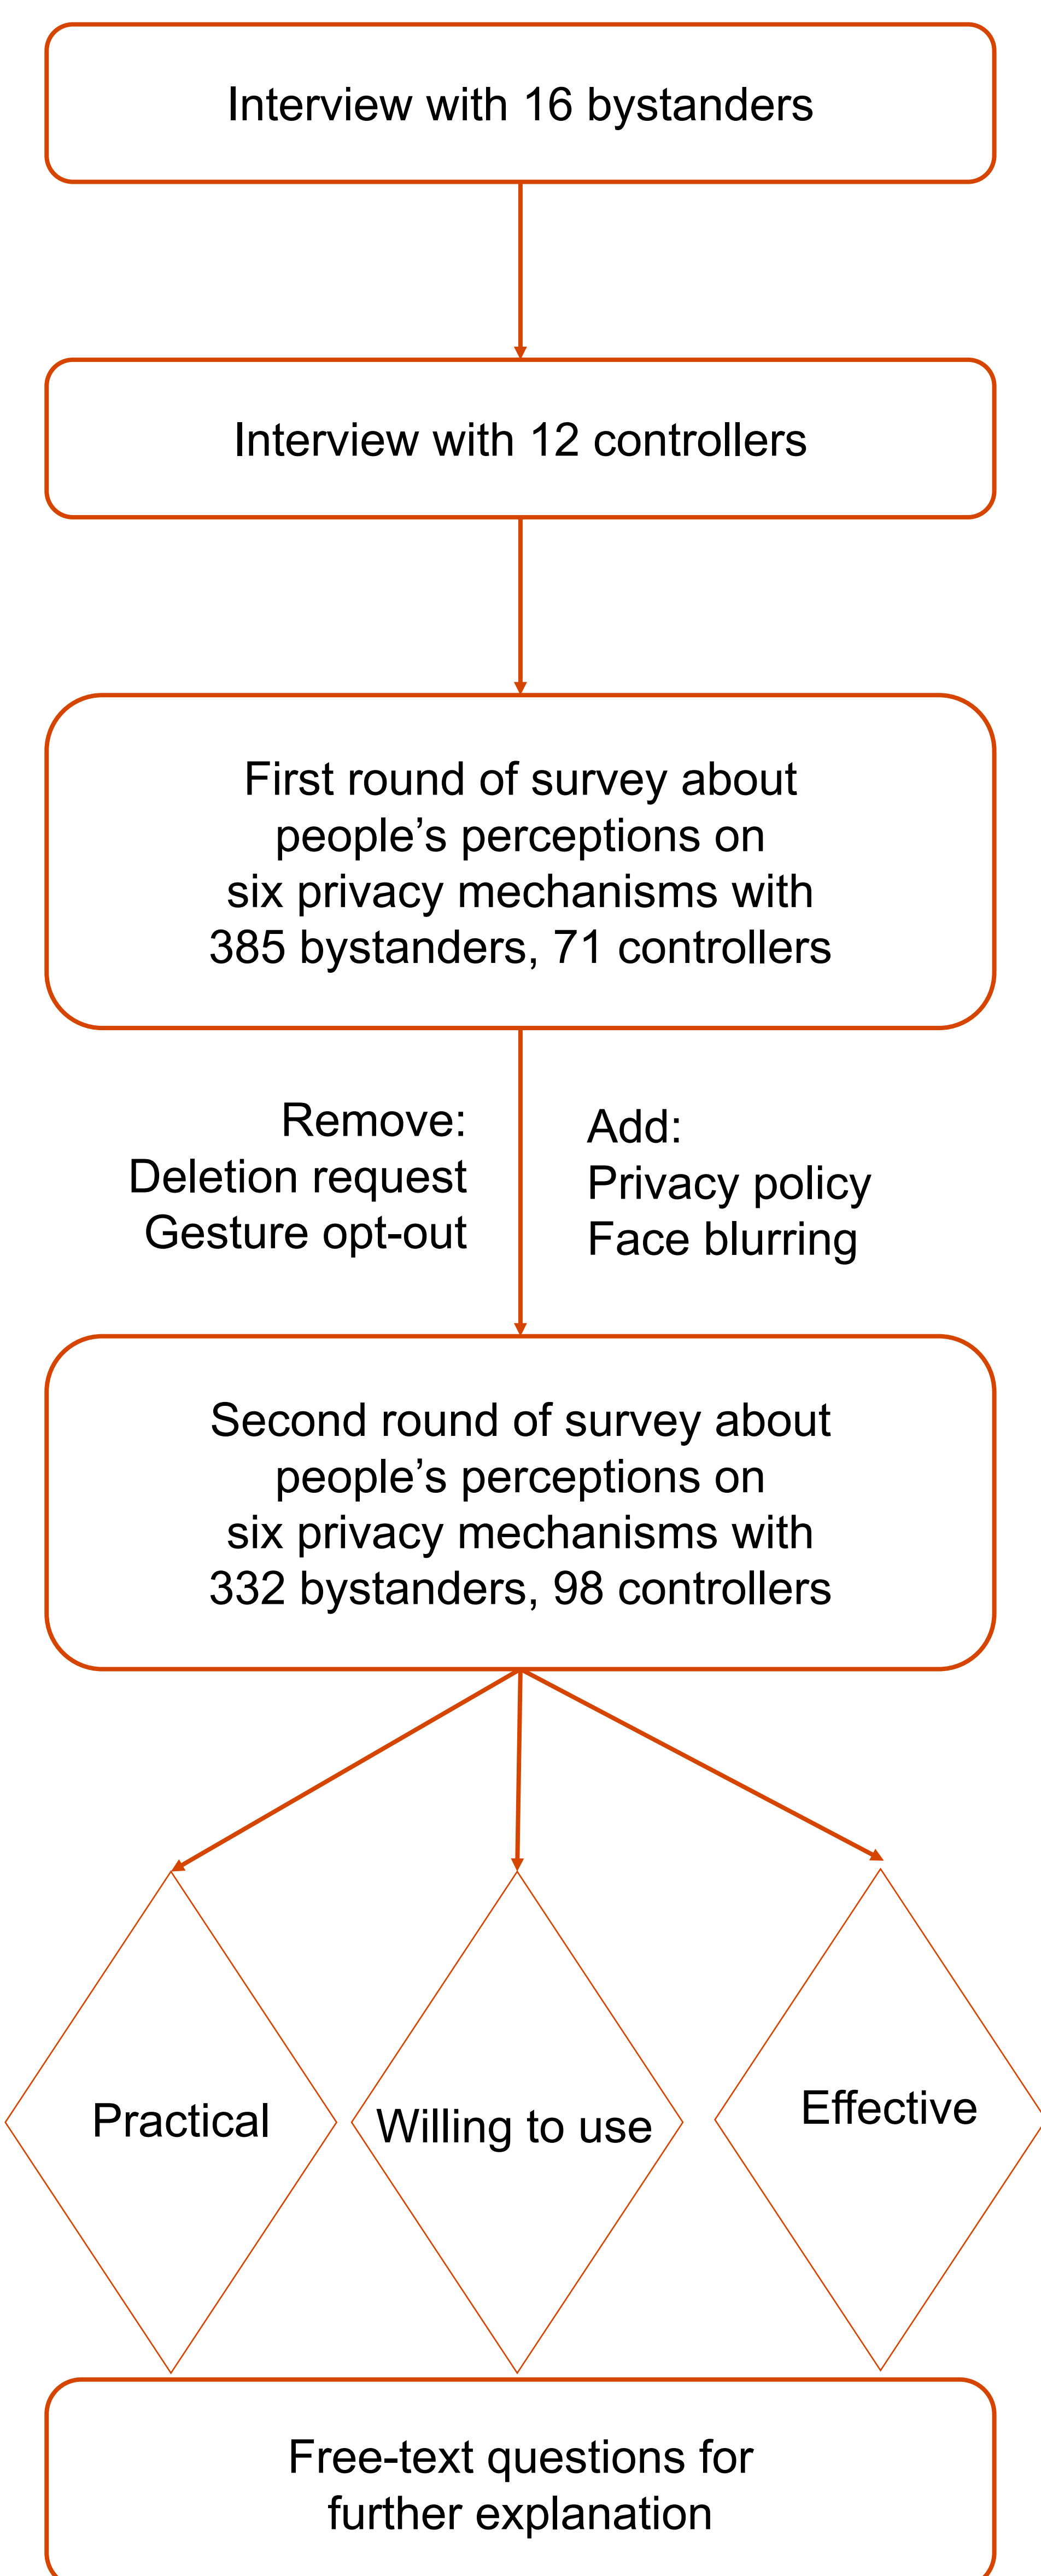 Interview with 16 bystanders
Interview with 12 controllers
First round of survey about
people’s perceptions on
six privacy mechanisms with
385 bystanders, 71 controllers
Remove:
Deletion request
Gesture opt-out
Add:
Privacy policy
Face blurring
Second round of survey about
people’s perceptions on
six privacy mechanisms with
332 bystanders, 98 controllers
Practical
Willing to use
Effective
Free-text questions for
further explanation